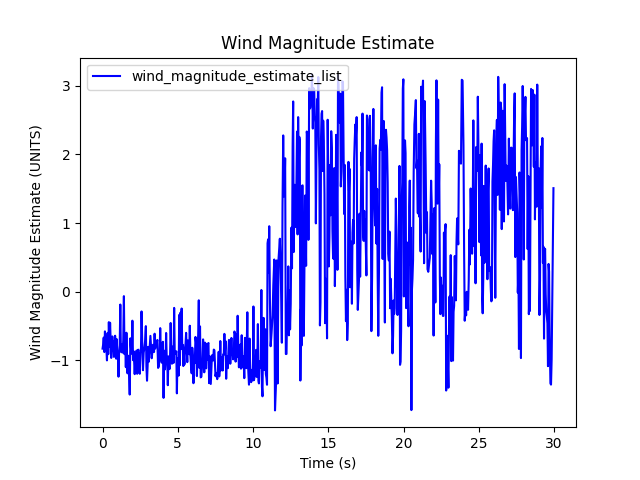 Wind Magnitude Estimate
wind_magnitude_estimate_list
Wind Magnitude Estimate (UNITS)
3
2
1
0
−1
0 5 10 15 20 25 30
Time (s)